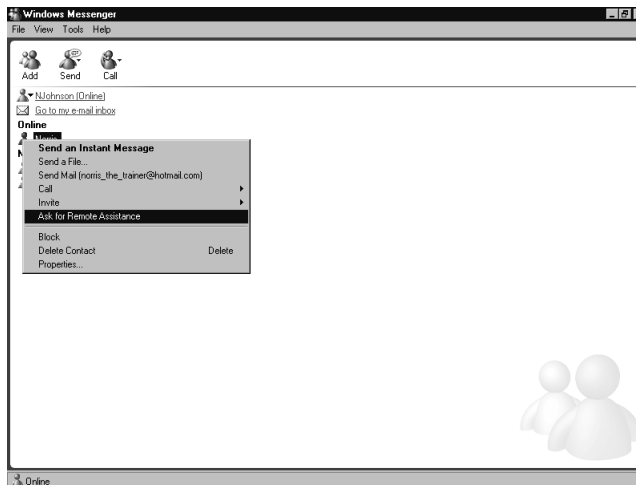 Windows Messenger
File View Tools Help
Add Send Call
NJohnson (Online)
Go to my e-mail inbox
Online
Norris
N
Send an Instant Message
Send a File...
Send Mail (norris_the_trainer@hotmail.com)
Call
Invite
Ask for Remote Assistance
Block
Delete Contact Delete
Properties...
Online